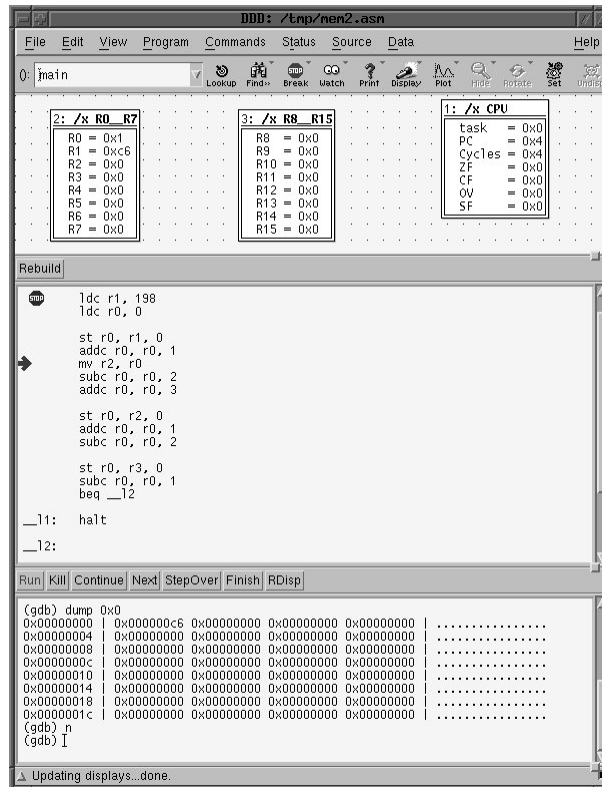 DDD: /tmp/mem2.asm
File Edit View Program Commands Status Source Data Help
(): main Lookup Find» Break Watch Print Display Plot Hide Rotate Set Undisp
2: /x R0__R7
R0 = 0x1
R1 = 0xc6
R2 = 0x0
R3 = 0x0
R4 = 0x0
R5 = 0x0
R6 = 0x0
R7 = 0x0
3: /x R8__R15
R8 = 0x0
R9 = 0x0
R10 = 0x0
R11 = 0x0
R12 = 0x0
R13 = 0x0
R14 = 0x0
R15 = 0x0
1: /x CPU
task = 0x0
PC = 0x4
Cycles = 0x4
ZF = 0x0
CF = 0x0
OV = 0x0
SF = 0x0
Rebuild
STOP ldc r1, 198
ldc r0, 0
st r0, r1, 0
addc r0, r0, 1
mv r2, r0
subc r0, r0, 2
addc r0, r0, 3
st r0, r2, 0
addc r0, r0, 1
subc r0, r0, 2
st r0, r3, 0
subc r0, r0, 1
beq __l2
__l1: halt
__l2:
Run Kill Continue Next StepOver Finish RDisp
(gdb) dump 0x0
0x00000000 | 0x000000c6 0x00000000 0x00000000 0x00000000 | ................
0x00000004 | 0x00000000 0x00000000 0x00000000 0x00000000 | ................
0x00000008 | 0x00000000 0x00000000 0x00000000 0x00000000 | ................
0x0000000c | 0x00000000 0x00000000 0x00000000 0x00000000 | ................
0x00000010 | 0x00000000 0x00000000 0x00000000 0x00000000 | ................
0x00000014 | 0x00000000 0x00000000 0x00000000 0x00000000 | ................
0x00000018 | 0x00000000 0x00000000 0x00000000 0x00000000 | ................
0x0000001c | 0x00000000 0x00000000 0x00000000 0x00000000 | ................
(gdb) n
(gdb)
Updating displays...done.